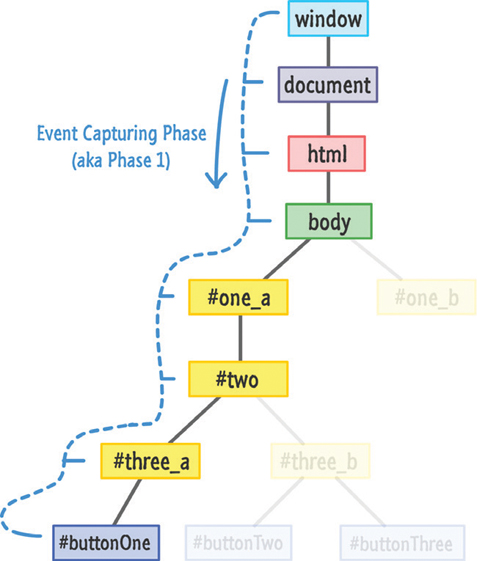 window
document
Event Capturing Phase
(aka Phase 1)
html
body
#one_a
#one_b
#two
#three_a
#three_b
#buttonOne
#buttonTwo
#buttonThree